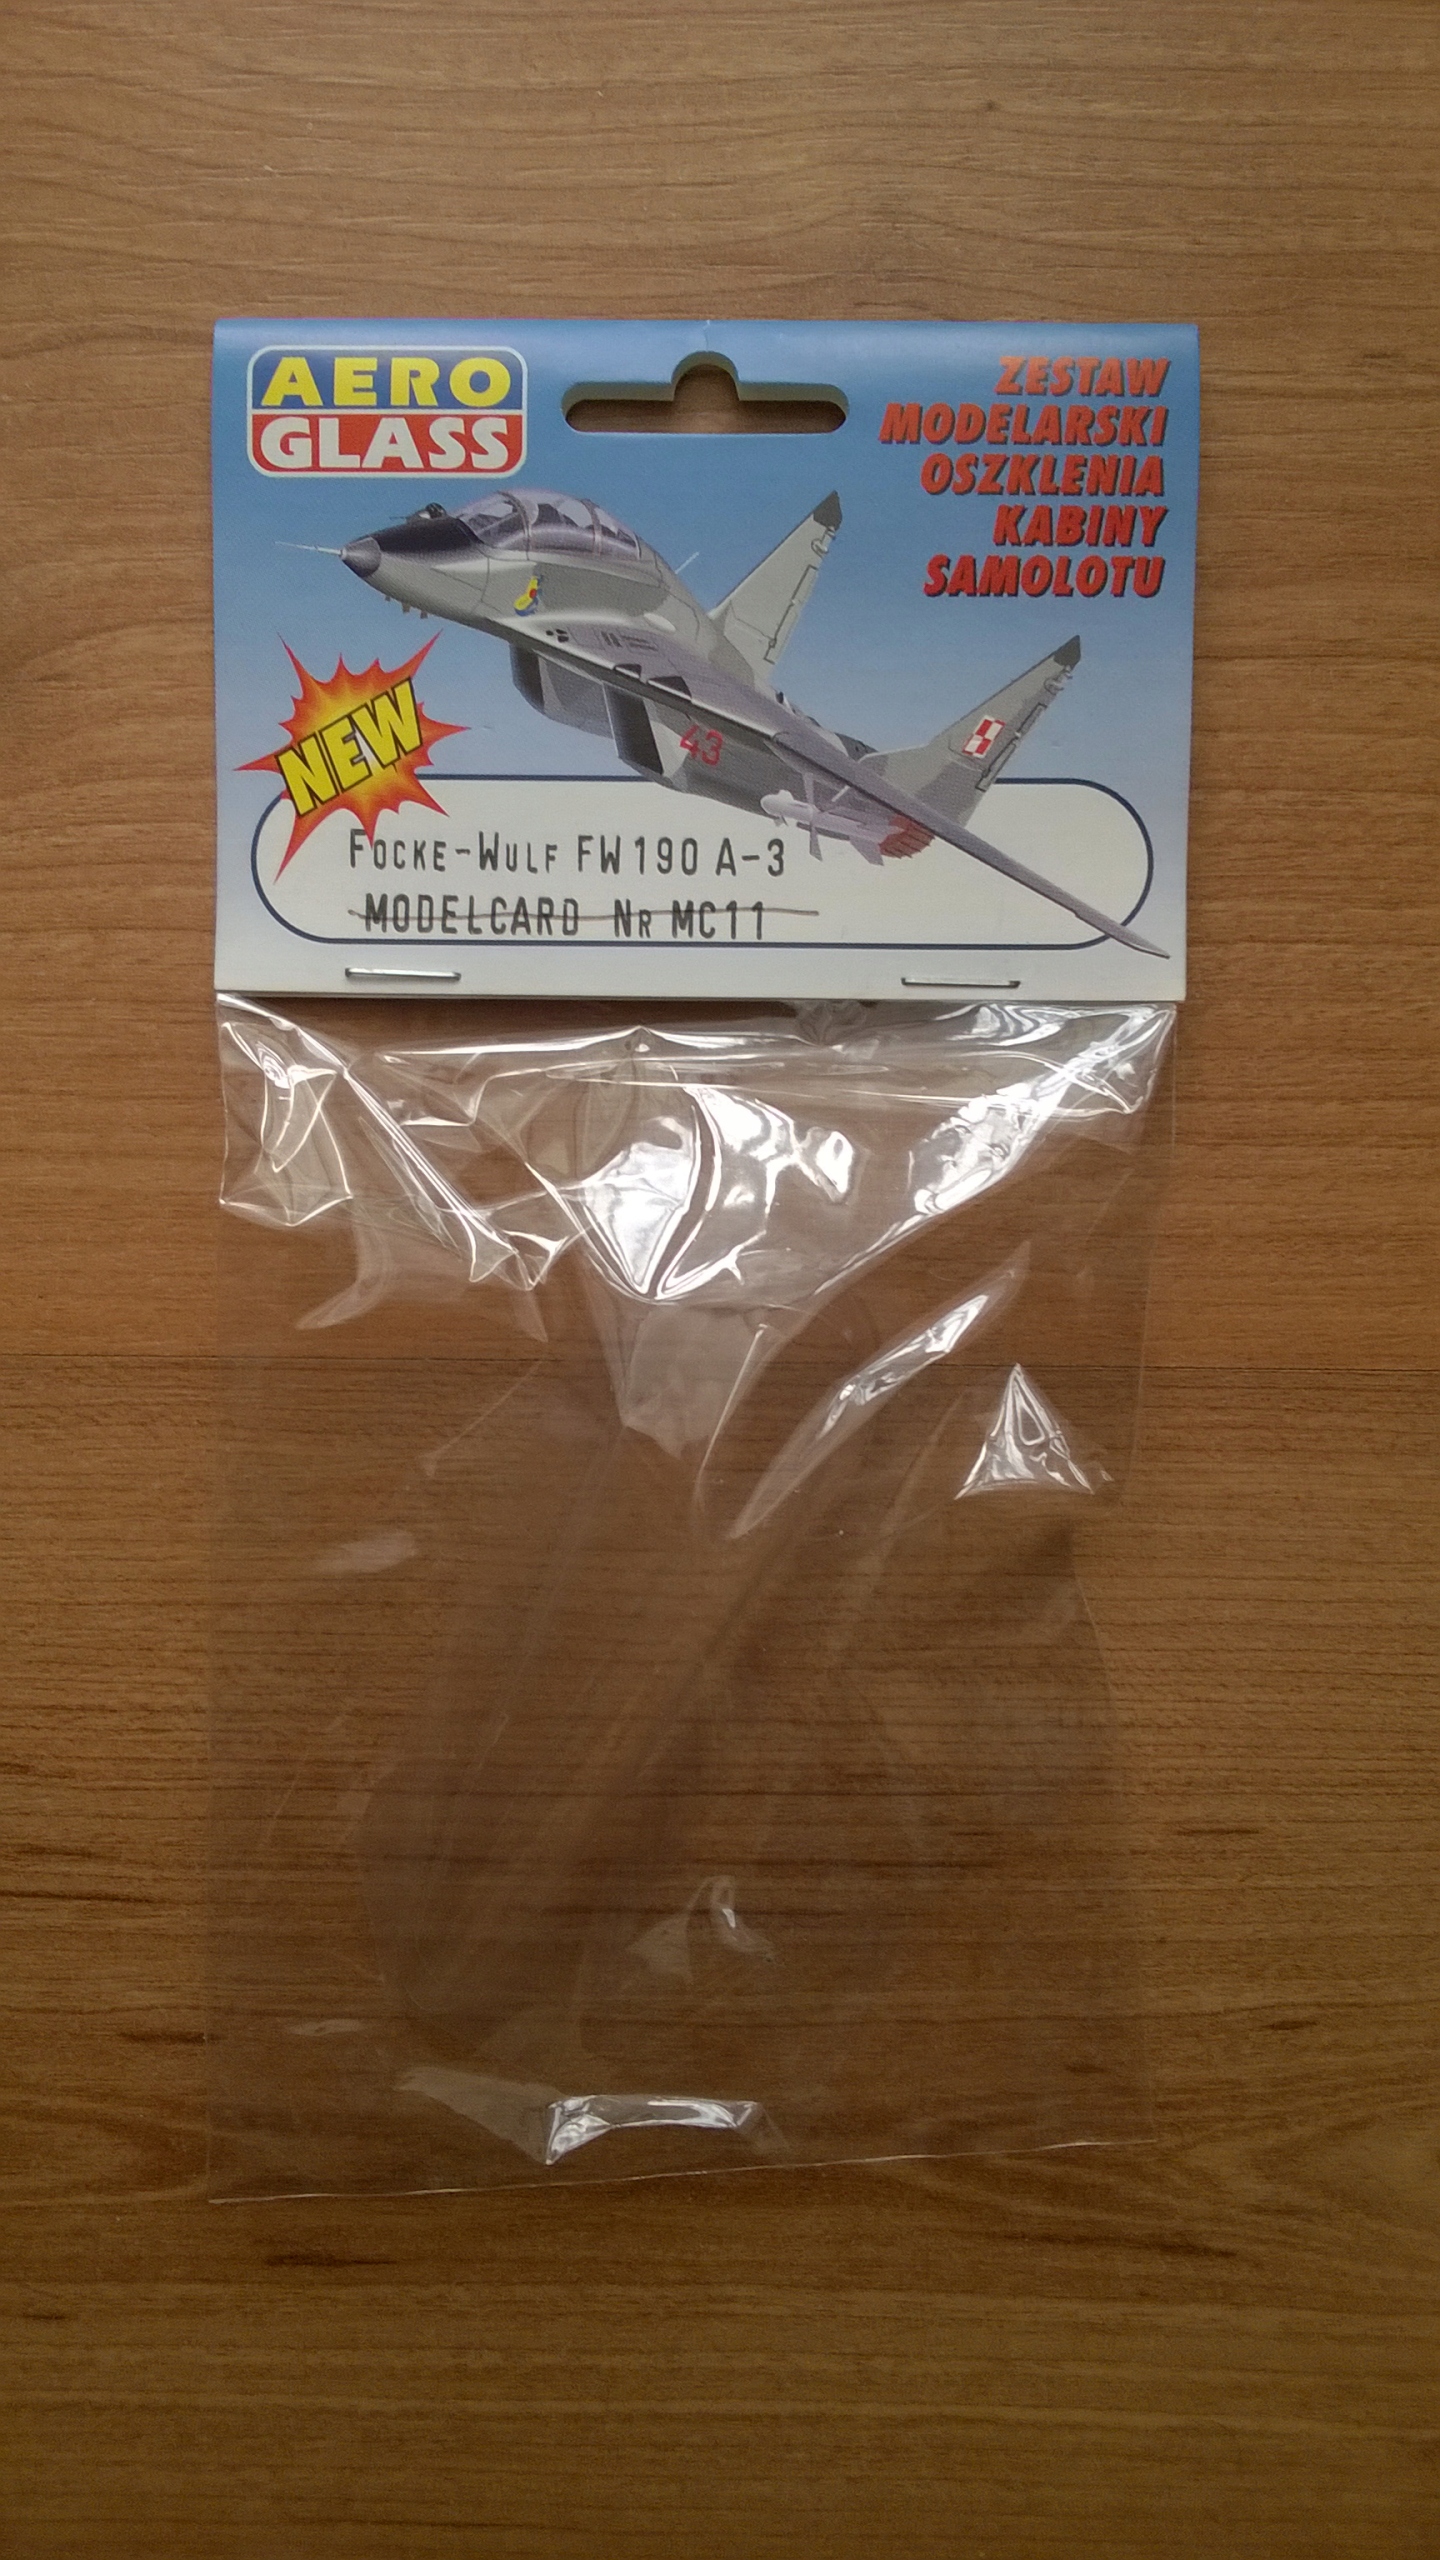 AERO
GLASS
ZESTAW
MODELARSKI
OSZKLENIA
KABINY
SAMOLOTU
NEW
43
FOCKE-WULF FW190 A-3
MODELCARD NR MC11